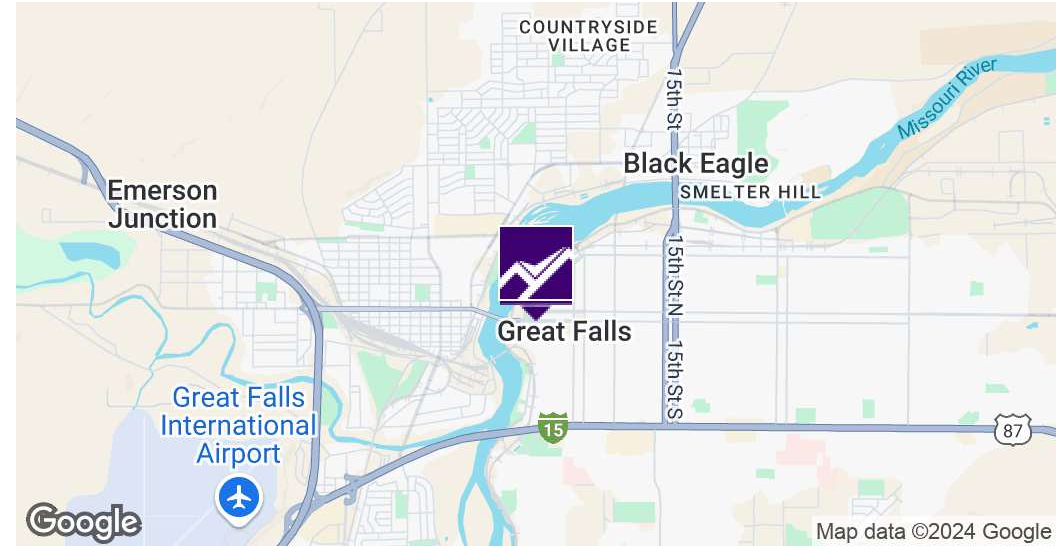 COUNTRYSIDE
VILLAGE
15th St
Missouri River
Black Eagle
SMELTER HILL
Emerson
Junction
15th St N
Great Falls
15th St S
Great Falls
International
Airport
15
87
Google
Map data ©2024 Google